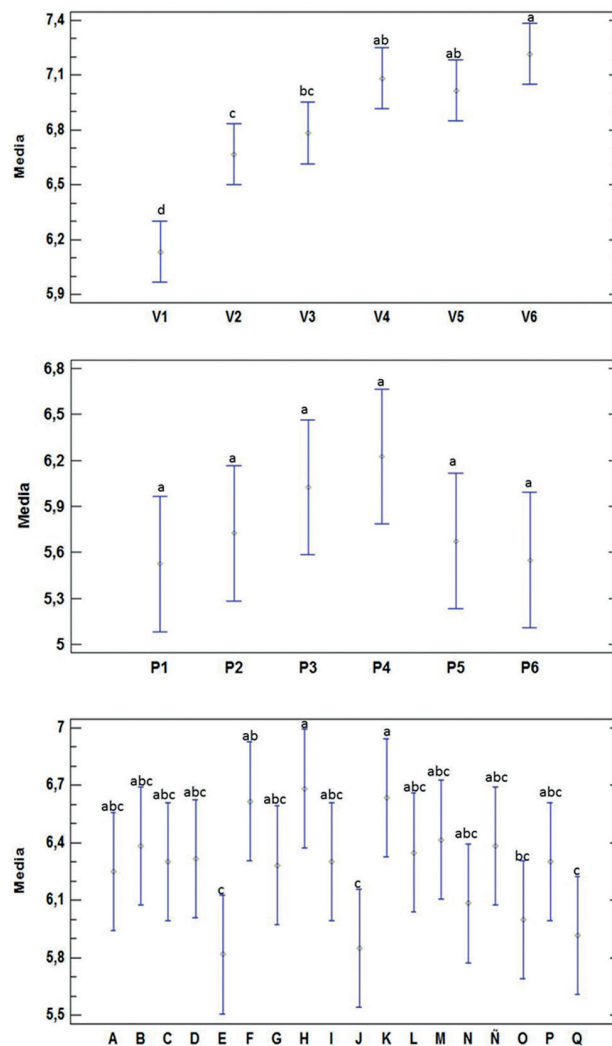 7,4
a
ab
ab
7,1
bc
c
6,8
Media
6,5
d
6,2
5,9
V1 V2 V3 V4 V5 V6
6,8
a
6,5
a
6,2
a
a
a
a
5,9
Media
5,6
5,3
5
P1 P2 P3 P4 P5 P6
7
a
a
ab
6,7
abc
abc
abc
abc
abc
abc
abc
abc
abc
abc
abc
6,4
Media
abc
bc
6,1
c
c
c
5,8
5,5
A B C D E F G H I J K L M N Ñ O P Q